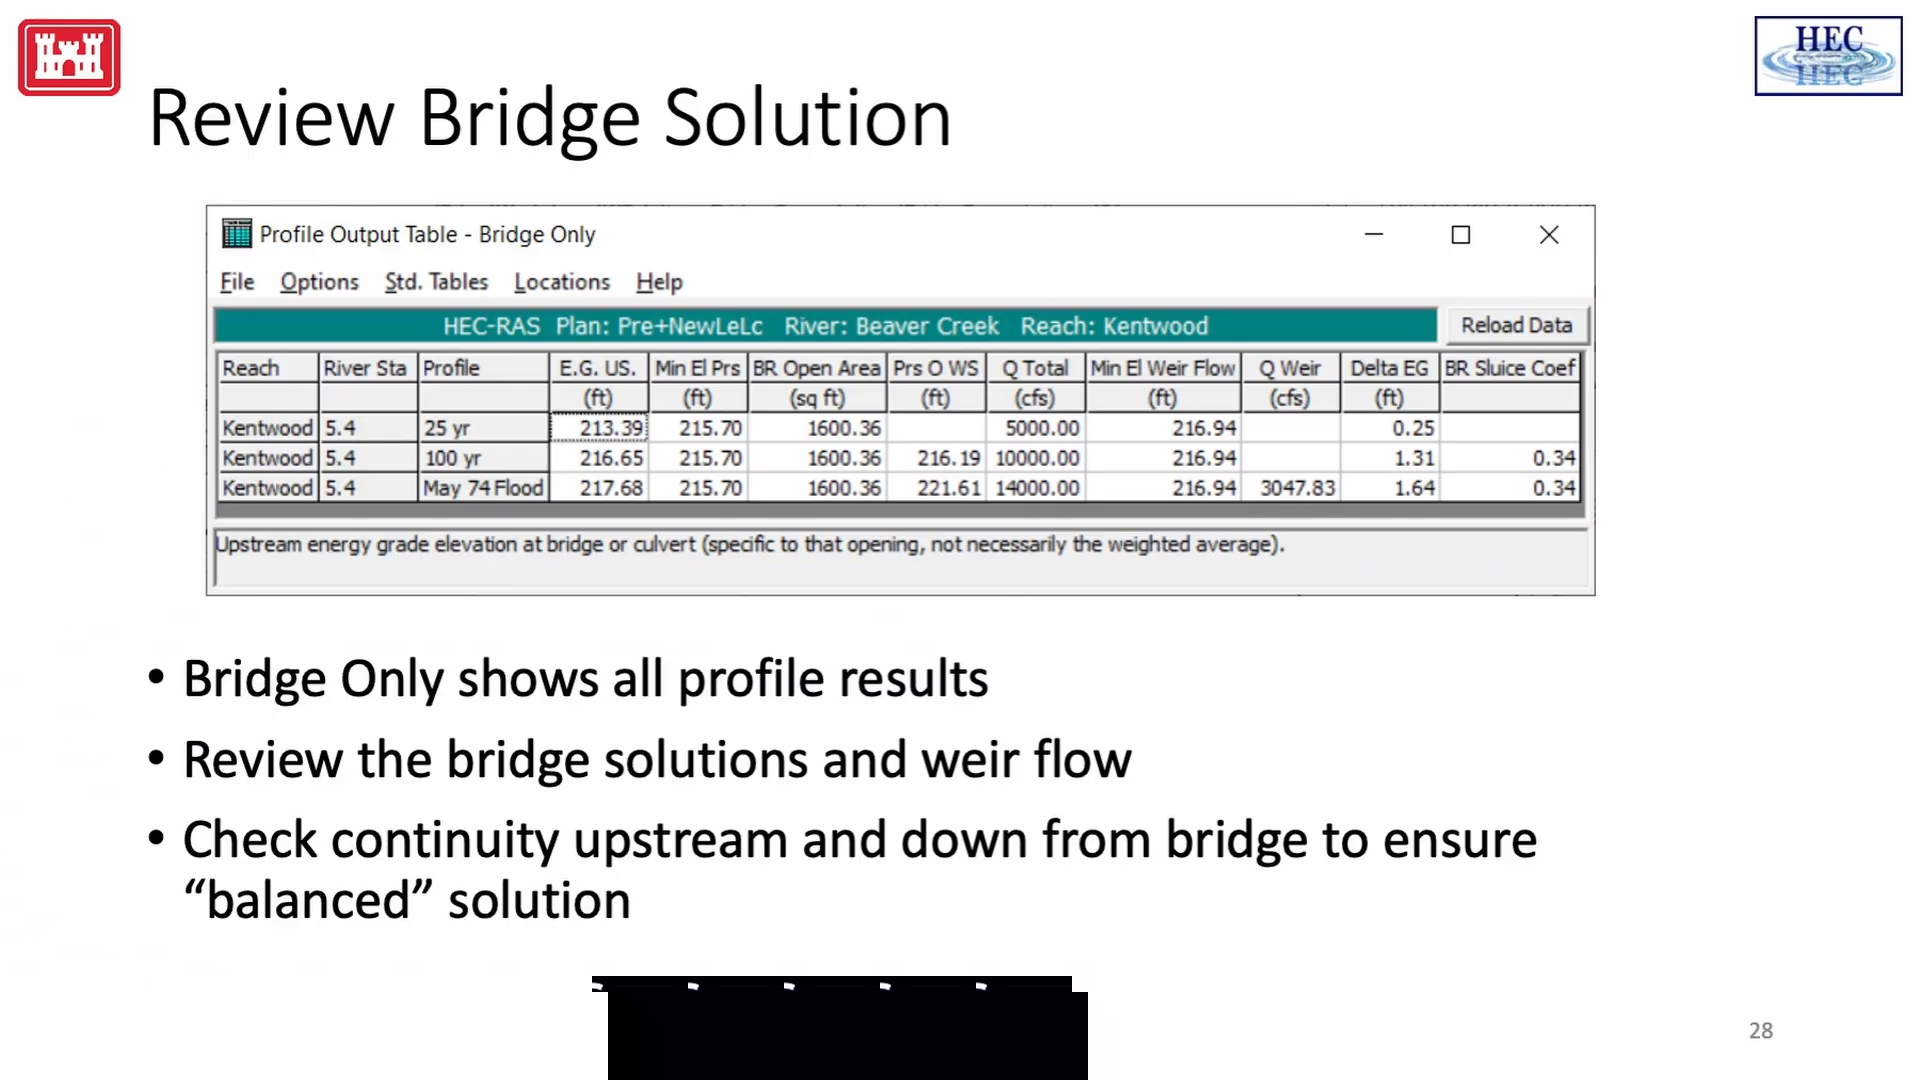 HEC
HEC
Review Bridge Solution
Profile Output Table - Bridge Only
File Options Std. Tables Locations Help
HEC-RAS Plan: Pre+NewLeLc River: Beaver Creek Reach: Kentwood Reload Data
Reach River Sta Profile E.G. US. Min El Prs BR Open Area Prs O WS Q Total Min El Weir Flow Q Weir Delta EG BR Sluice Coef
(ft) (ft) (sq ft) (ft) (cfs) (ft) (cfs) (ft)
Kentwood 5.4 25 yr 213.39 215.70 1600.36 5000.00 216.94 0.25
Kentwood 5.4 100 yr 216.65 215.70 1600.36 216.19 10000.00 216.94 1.31 0.34
Kentwood 5.4 May 74 Flood 217.68 215.70 1600.36 221.61 14000.00 216.94 3047.83 1.64 0.34
Upstream energy grade elevation at bridge or culvert (specific to that opening, not necessarily the weighted average).
• Bridge Only shows all profile results
• Review the bridge solutions and weir flow
• Check continuity upstream and down from bridge to ensure
“balanced” solution
28